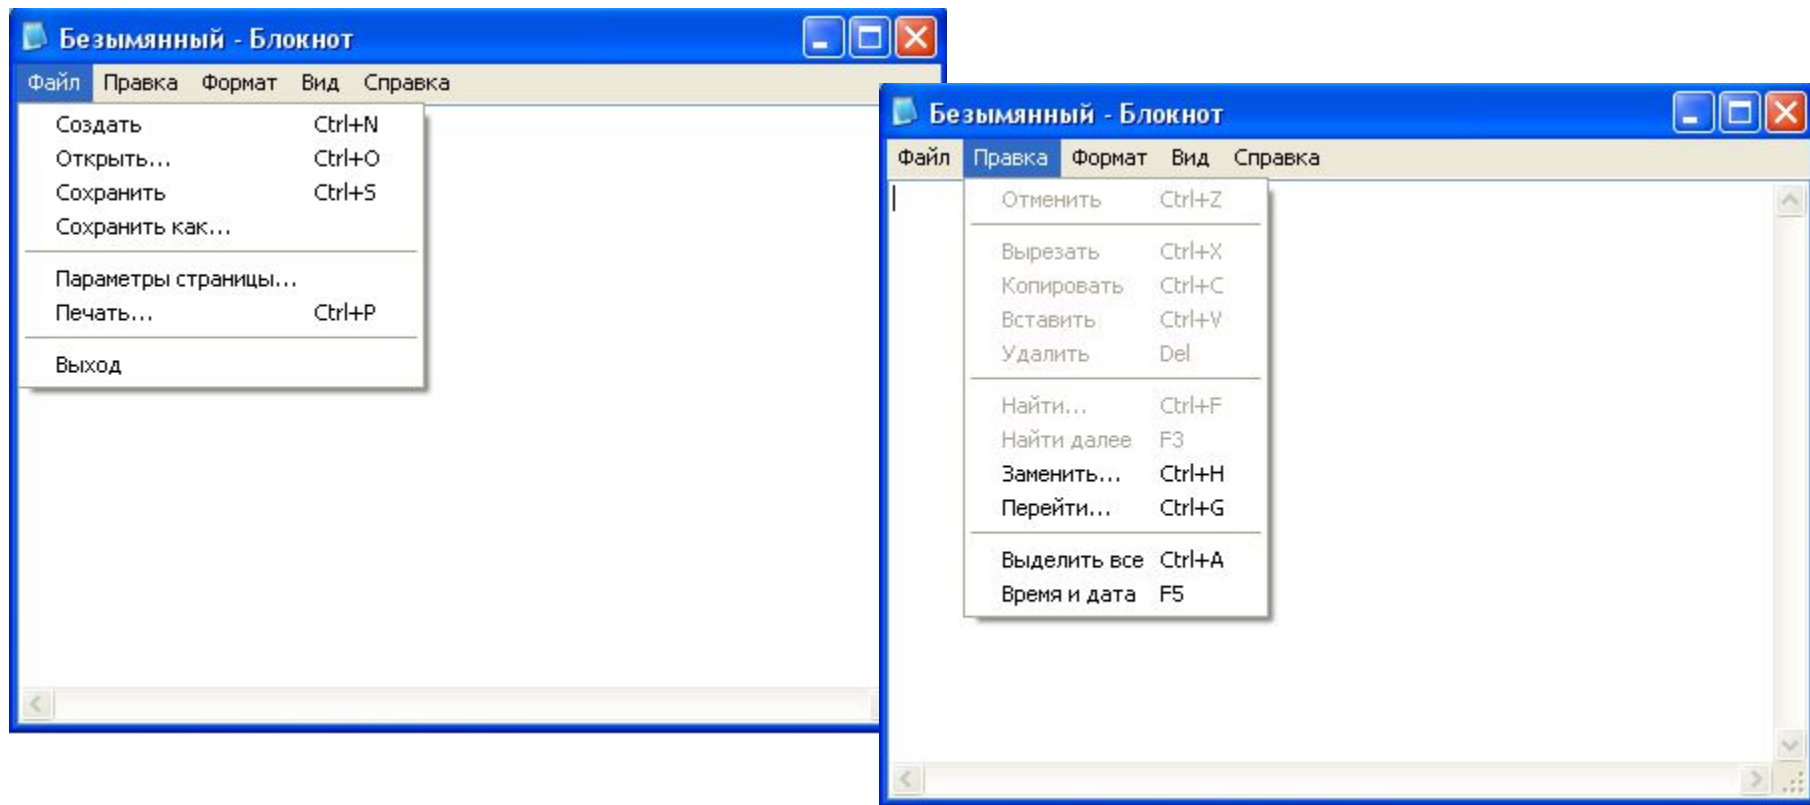 Безымянный - Блокнот
Файл Правка Формат Вид Справка
Создать Ctrl+N
Открыть... Ctrl+O
Сохранить Ctrl+S
Сохранить как...
Параметры страницы...
Печать... Ctrl+P
Выход
Безымянный - Блокнот
Файл Правка Формат Вид Справка
Отменить Ctrl+Z
Вырезать Ctrl+X
Копировать Ctrl+C
Вставить Ctrl+V
Удалить Del
Найти... Ctrl+F
Найти далее F3
Заменить... Ctrl+H
Перейти... Ctrl+G
Выделить все Ctrl+A
Время и дата F5